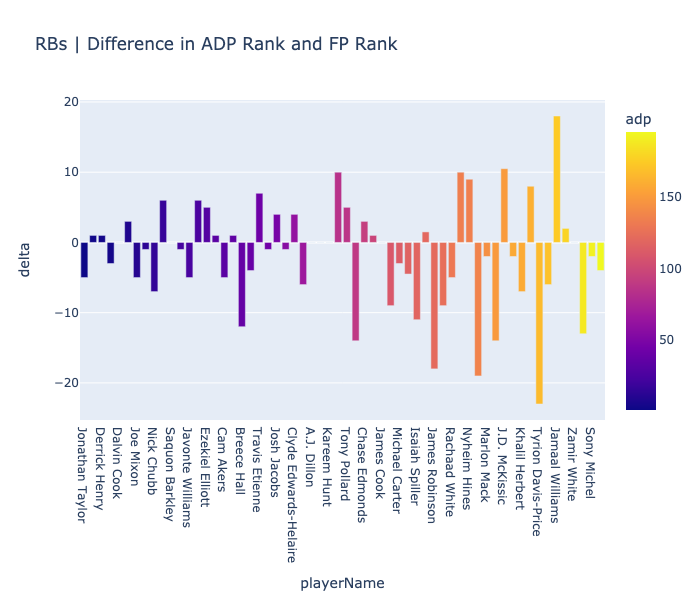 RBs | Difference in ADP Rank and FP Rank
adp
20
10
0
−10
−20
delta
150
100
50
Jonathan Taylor
Derrick Henry
Dalvin Cook
Joe Mixon
Nick Chubb
Saquon Barkley
Javonte Williams
Ezekiel Elliott
Cam Akers
Breece Hall
Travis Etienne
Josh Jacobs
Clyde Edwards-Helaire
A.J. Dillon
Kareem Hunt
Tony Pollard
Chase Edmonds
James Cook
Michael Carter
Isaiah Spiller
James Robinson
Rachaad White
Nyheim Hines
Marlon Mack
J.D. McKissic
Khalil Herbert
Tyrion Davis-Price
Jamaal Williams
Zamir White
Sony Michel
playerName